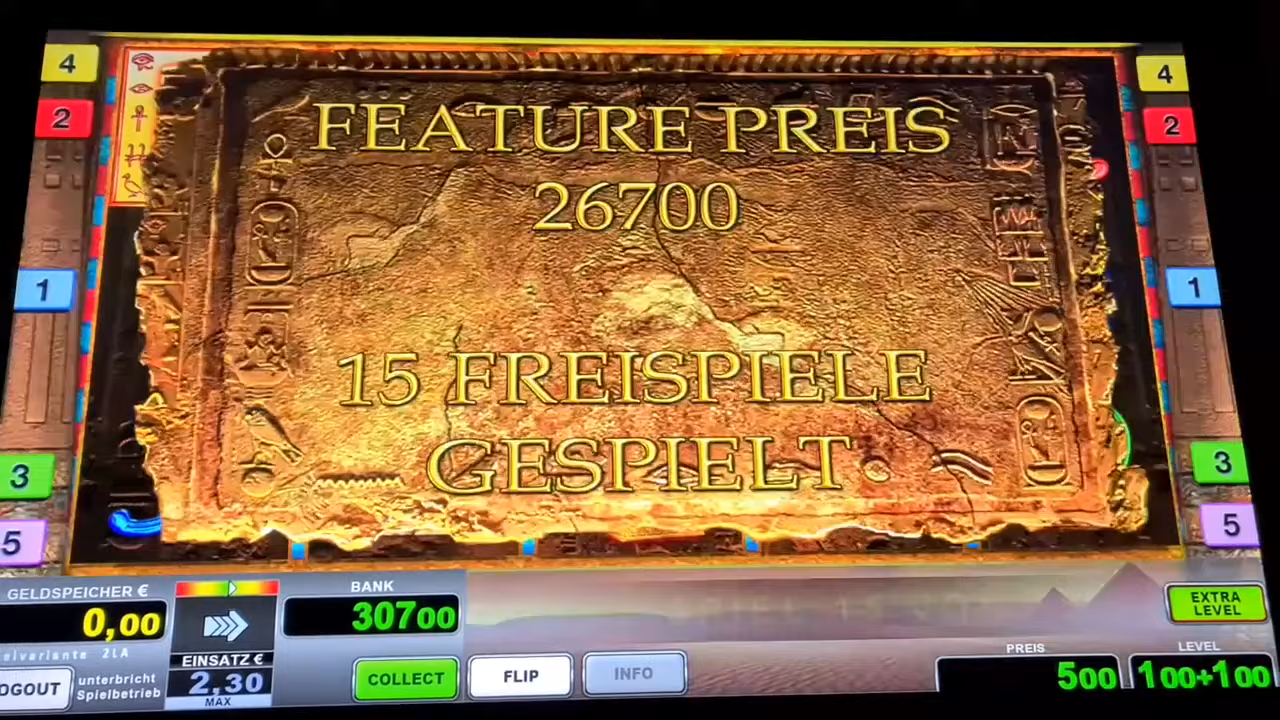 4
4
FEATURE PREIS
2
2
26700
1
1
15 FREISPIELE
GESPIELT
3
3
5
5
GELDSPEICHER €
0,00
2LA
unterbricht
Spielbetrieb
EINSATZ €
2,30
MAX
BANK
30700
COLLECT
FLIP
INFO
EXTRA
LEVEL
PREIS
500
LEVEL
100+100